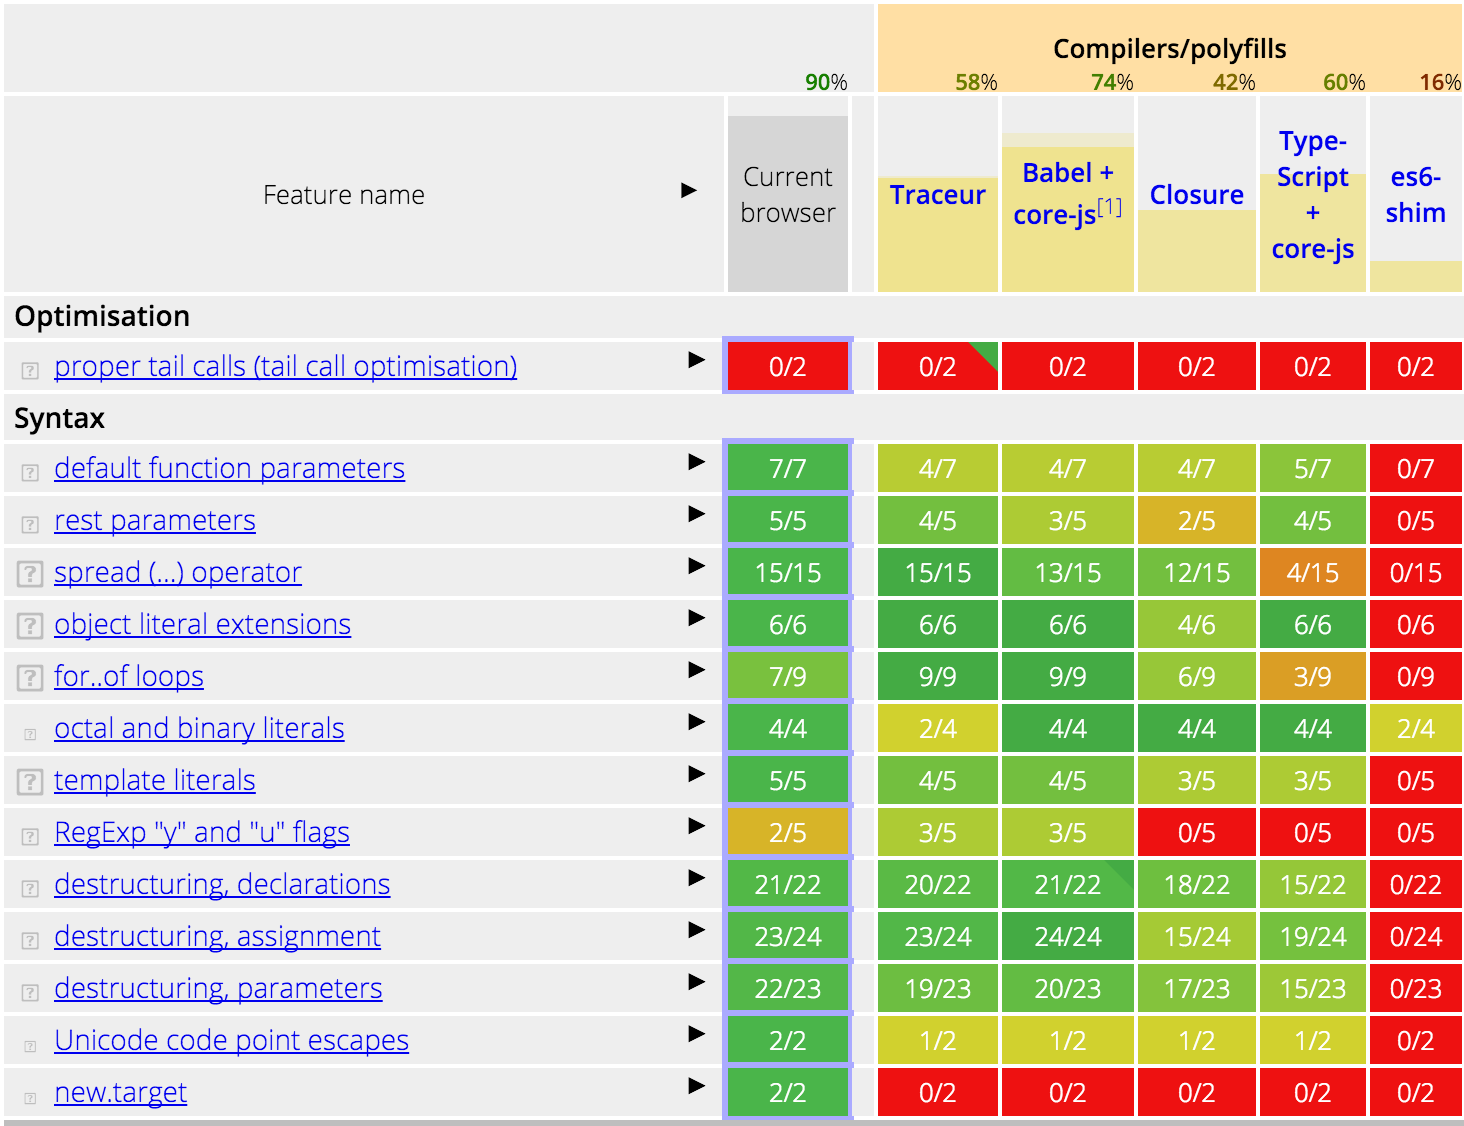 Compilers/polyfills
90% 58% 74% 42% 60% 16%
Feature name ▶ Current browser Traceur Babel + core-js[1] Closure Type-Script + core-js es6-shim
Optimisation
? proper tail calls (tail call optimisation) ▶ 0/2 0/2 0/2 0/2 0/2 0/2
Syntax
? default function parameters ▶ 7/7 4/7 4/7 4/7 5/7 0/7
? rest parameters ▶ 5/5 4/5 3/5 2/5 4/5 0/5
? spread (...) operator ▶ 15/15 15/15 13/15 12/15 4/15 0/15
? object literal extensions ▶ 6/6 6/6 6/6 4/6 6/6 0/6
? for..of loops ▶ 7/9 9/9 9/9 6/9 3/9 0/9
? octal and binary literals ▶ 4/4 2/4 4/4 4/4 4/4 2/4
? template literals ▶ 5/5 4/5 4/5 3/5 3/5 0/5
? RegExp "y" and "u" flags ▶ 2/5 3/5 3/5 0/5 0/5 0/5
? destructuring, declarations ▶ 21/22 20/22 21/22 18/22 15/22 0/22
? destructuring, assignment ▶ 23/24 23/24 24/24 15/24 19/24 0/24
? destructuring, parameters ▶ 22/23 19/23 20/23 17/23 15/23 0/23
? Unicode code point escapes ▶ 2/2 1/2 1/2 1/2 1/2 0/2
? new.target ▶ 2/2 0/2 0/2 0/2 0/2 0/2